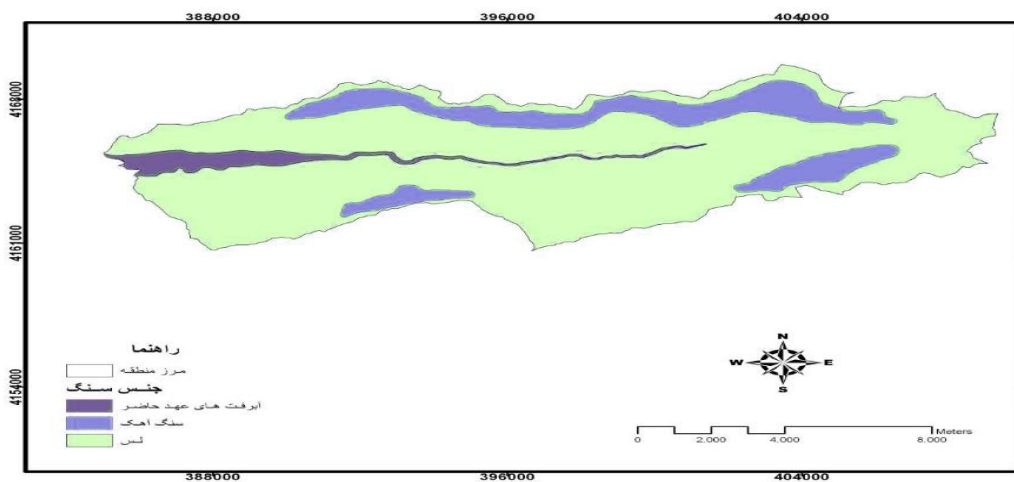 388000 396000 404000
4168000
4161000
4154000
راهنما
مرز منطقه
جنس سنگ
آبرفت های عهد حاضر
سنگ آهک
لس
N
W E
S
Meters
0 2,000 4,000 8,000
388000 396000 404000